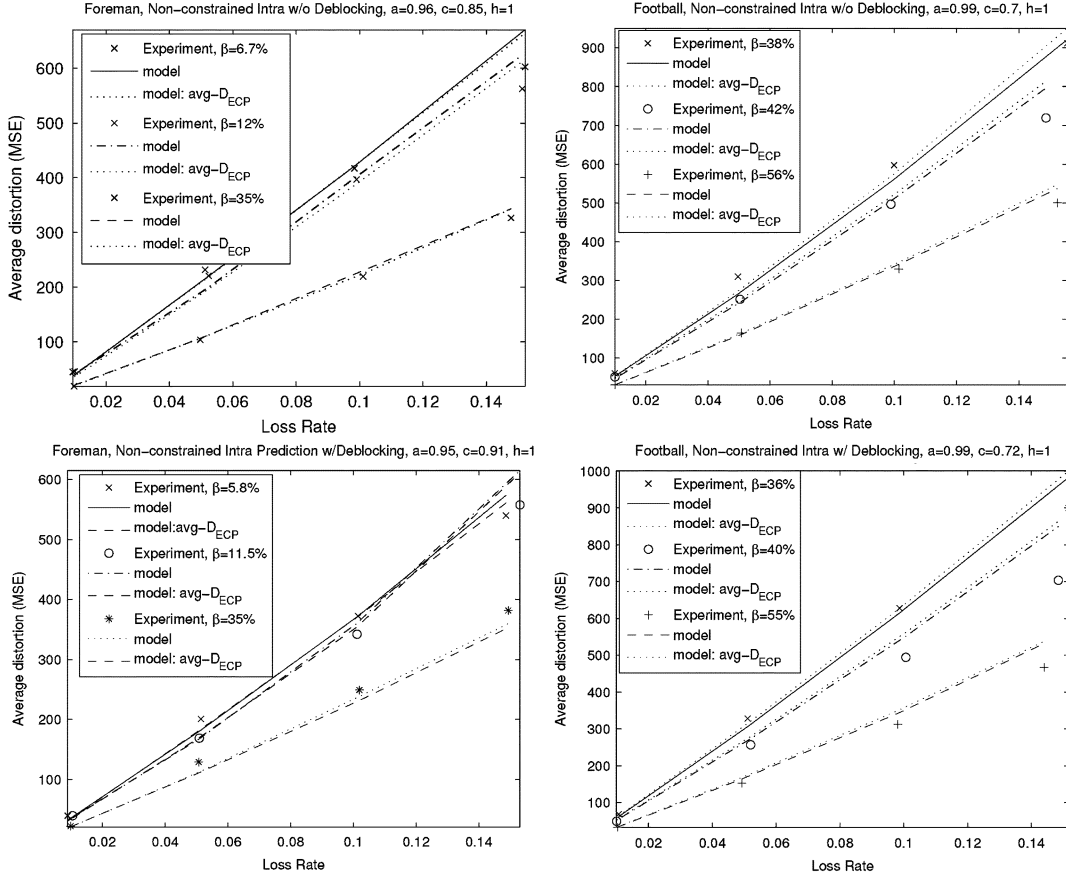 Foreman, Non-constrained Intra w/o Deblocking, a=0.96, c=0.85, h=1
Experiment, β=6.7%
model
model: avg-D_ECP
Experiment, β=12%
model
model: avg-D_ECP
Experiment, β=35%
model
model: avg-D_ECP
Average distortion (MSE)
600
500
400
300
200
100
0.02
0.04
0.06
0.08
0.1
0.12
0.14
Loss Rate
Football, Non-constrained Intra w/o Deblocking, a=0.99, c=0.7, h=1
Experiment, β=38%
model
model: avg-D_ECP
Experiment, β=42%
model
model: avg-D_ECP
Experiment, β=56%
model
model: avg-D_ECP
Average distortion (MSE)
900
800
700
600
500
400
300
200
100
0.02
0.04
0.06
0.08
0.1
0.12
0.14
Loss Rate
Foreman, Non-constrained Intra Prediction w/Deblocking, a=0.95, c=0.91, h=1
Experiment, β=5.8%
model
model:avg-D_ECP
Experiment, β=11.5%
model
model: avg-D_ECP
Experiment, β=35%
model
model: avg-D_ECP
Average distortion (MSE)
600
500
400
300
200
100
0.02
0.04
0.06
0.08
0.1
0.12
0.14
Loss Rate
Football, Non-constrained Intra w/ Deblocking, a=0.99, c=0.72, h=1
Experiment, β=36%
model
model: avg-D_ECP
Experiment, β=40%
model
model: avg-D_ECP
Experiment, β=55%
model
model: avg-D_ECP
Average distortion (MSE)
1000
900
800
700
600
500
400
300
200
100
0.02
0.04
0.06
0.08
0.1
0.12
0.14
Loss Rate